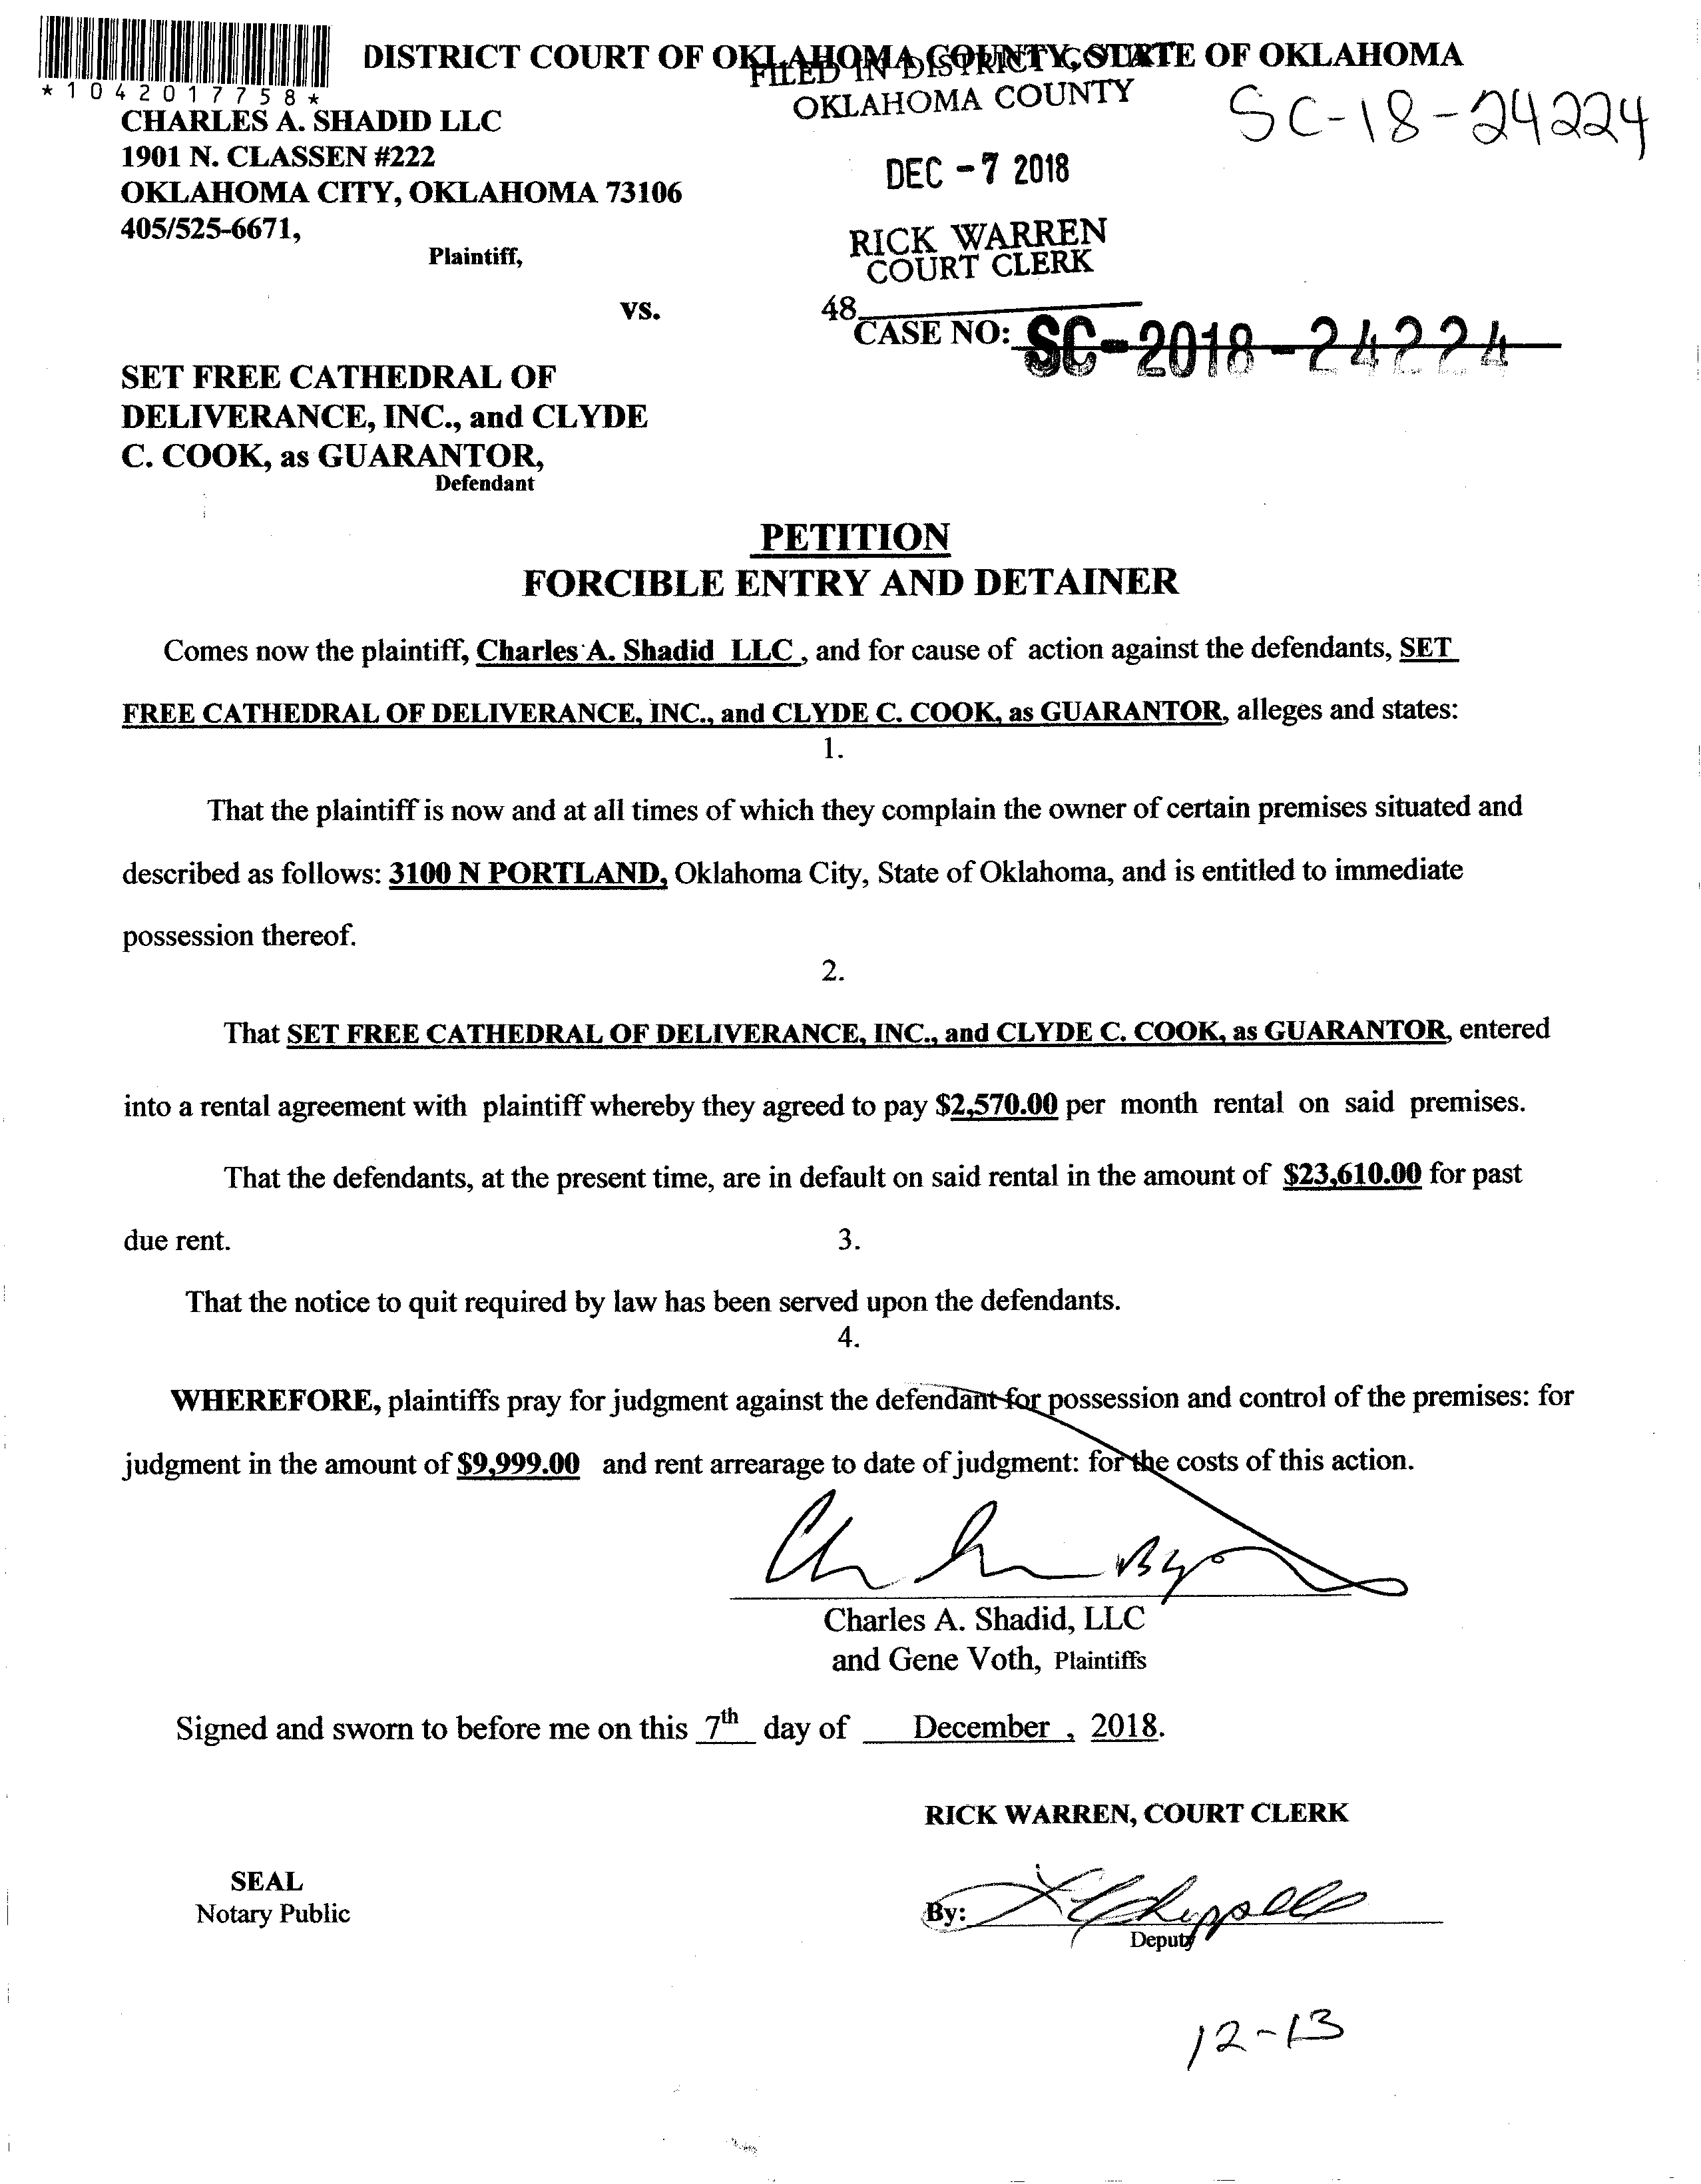 DISTRICT COURT OF OKLAHOMA COUNTY, STATE OF OKLAHOMA
FILED IN DISTRICT COURT
OKLAHOMA COUNTY
SC-18-24224
*1042017758*
CHARLES A. SHADID LLC
1901 N. CLASSEN #222
OKLAHOMA CITY, OKLAHOMA 73106
405/525-6671,
Plaintiff,
DEC -7 2018
RICK WARREN
COURT CLERK
vs.
48
CASE NO: SC-2018-24224
SET FREE CATHEDRAL OF
DELIVERANCE, INC., and CLYDE
C. COOK, as GUARANTOR,
Defendant
PETITION
FORCIBLE ENTRY AND DETAINER
Comes now the plaintiff, Charles A. Shadid LLC , and for cause of action against the defendants, SET
FREE CATHEDRAL OF DELIVERANCE, INC., and CLYDE C. COOK, as GUARANTOR, alleges and states:
1.
That the plaintiff is now and at all times of which they complain the owner of certain premises situated and
described as follows: 3100 N PORTLAND, Oklahoma City, State of Oklahoma, and is entitled to immediate
possession thereof.
2.
That SET FREE CATHEDRAL OF DELIVERANCE, INC., and CLYDE C. COOK, as GUARANTOR, entered
into a rental agreement with plaintiff whereby they agreed to pay $2,570.00 per month rental on said premises.
That the defendants, at the present time, are in default on said rental in the amount of $23,610.00 for past
due rent.
3.
That the notice to quit required by law has been served upon the defendants.
4.
WHEREFORE, plaintiffs pray for judgment against the defendant for possession and control of the premises: for
judgment in the amount of $9,999.00 and rent arrearage to date of judgment: for the costs of this action.
By
Charles A. Shadid, LLC
and Gene Voth, Plaintiffs
Signed and sworn to before me on this 7th day of December , 2018.
RICK WARREN, COURT CLERK
SEAL
Notary Public
By:
Deputy
12-13